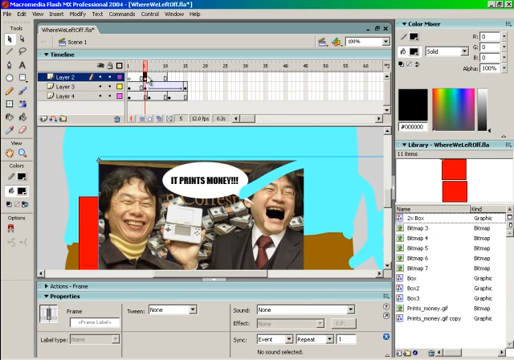 Macromedia Flash MX Professional 2004 - [WhereWeLeftOff.fla*]
File Edit View Insert Modify Text Commands Control Window Help
Tools
WhereWeLeftOff.fla*
Scene 1
100%
Timeline
1 5 10 15 20 25 30 35 40 45 50 55 60
Layer 2
Layer 3
Layer 4
5 12.0 fps 0.3s
View
Colors
Options
IT PRINTS MONEY!!!
Actions - Frame
Properties
Frame
<Frame Label>
Label type: Name
Tween: None
Sound: None
Effect: None
Edit...
Sync: Event Repeat 1
No sound selected.
Color Mixer
Solid
R: 0
G: 0
B: 0
Alpha: 100%
#000000
Library - WhereWeLeftOff.fla
11 items
Name Kind
2x Box Graphic
Bitmap 3 Bitmap
Bitmap 4 Bitmap
Bitmap 5 Bitmap
Bitmap 6 Bitmap
Bitmap 7 Bitmap
Box Graphic
Box2 Graphic
Box3 Graphic
Prints_money.gif Bitmap
Prints_money.gif copy Bitmap